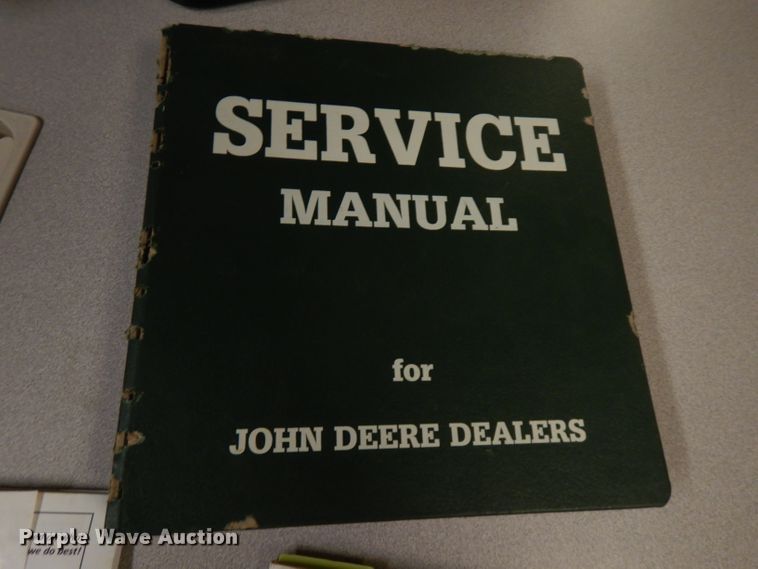 SERVICE
MANUAL
for
JOHN DEERE DEALERS
we do best!
Purple Wave Auction